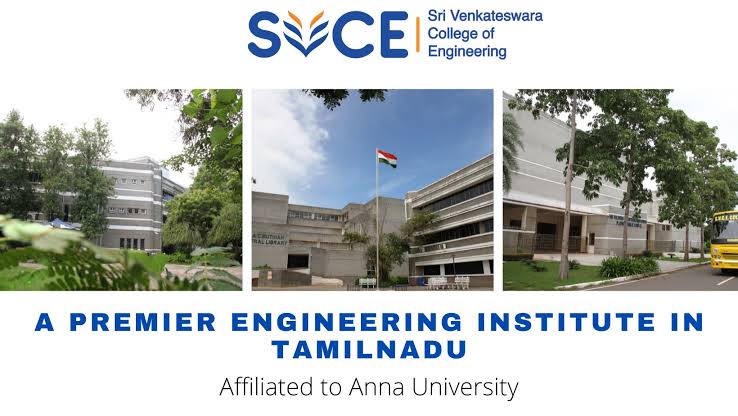 SVCE
Sri Venkateswara
College of
Engineering
A PREMIER ENGINEERING INSTITUTE IN
TAMILNADU
Affiliated to Anna University